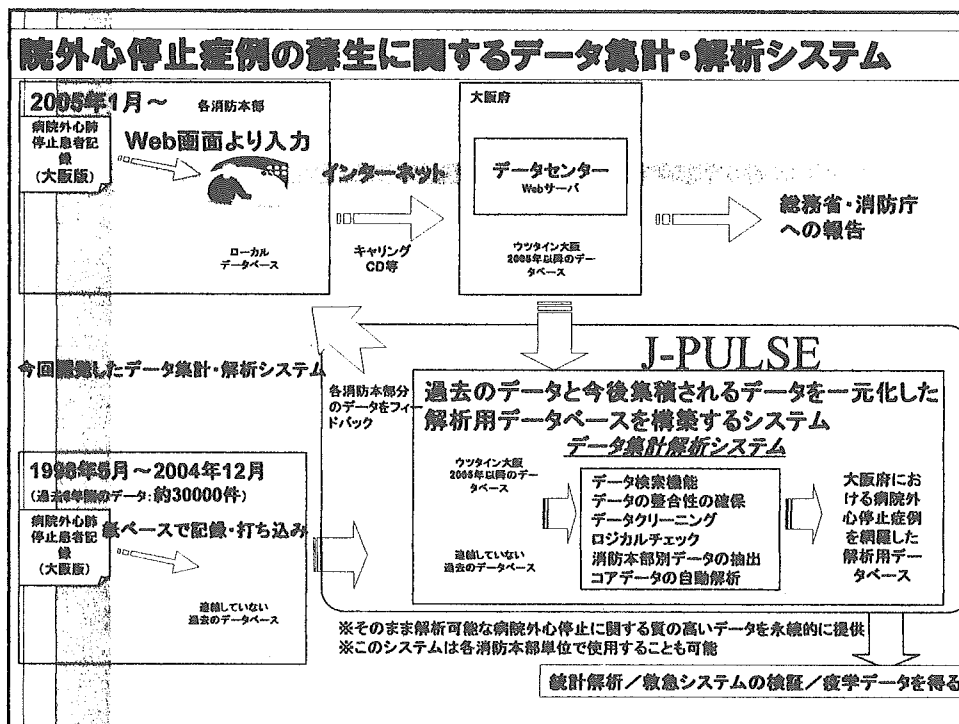 院外心停止症例の蘇生に関するデータ集計・解析システム
2005年1月～
各消防本部
病院外心肺
停止患者記
録
(大阪版)
Web画面より入力
ローカル
データベース
インターネット
キャリング
CD等
大阪府
データセンター
Webサーバ
ウツタイン大阪
2005年以降のデー
タベース
総務省・消防庁
への報告
今回開発したデータ集計・解析システム
各消防本部分
のデータをフィー
ドバック
J-PULSE
過去のデータと今後集積されるデータを一元化した
解析用データベースを構築するシステム
データ集計解析システム
ウツタイン大阪
2005年以降のデー
タベース
連結していない
過去のデータベース
データ検索機能
データの整合性の確保
データクリーニング
ロジカルチェック
消防本部別データの抽出
コアデータの自動解析
大阪府にお
ける病院外
心停止症例
を網羅した
解析用デー
タベース
1998年5月～2004年12月
(過去6年間のデータ：約30000件)
病院外心肺
停止患者記
録
(大阪版)
紙ベースで記録・打ち込み
連結していない
過去のデータベース
※そのまま解析可能な病院外心停止に関する質の高いデータを永続的に提供
※このシステムは各消防本部単位で使用することも可能
統計解析／救急システムの検証／疫学データを得る